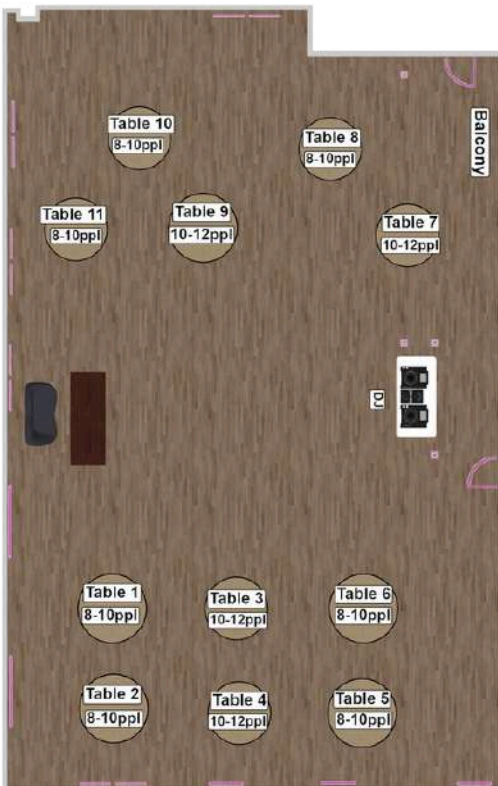 Table 10
8-10ppl
Table 8
8-10ppl
Balcony
Table 11
8-10ppl
Table 9
10-12ppl
Table 7
10-12ppl
DJ
Table 1
8-10ppl
Table 3
10-12ppl
Table 6
8-10ppl
Table 2
8-10ppl
Table 4
10-12ppl
Table 5
8-10ppl